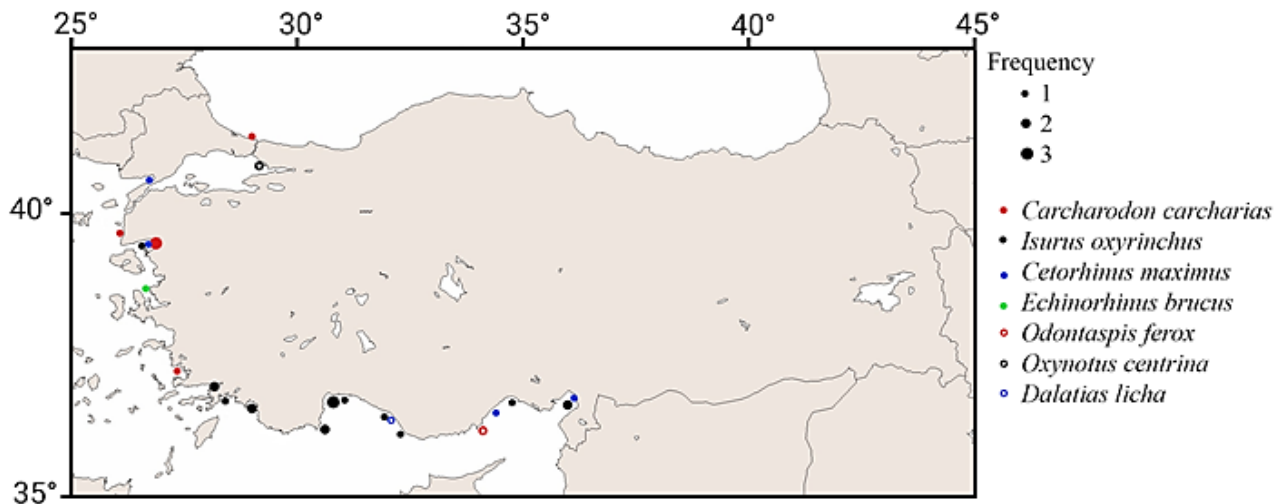 25° 30° 35° 40° 45°
Frequency
1
2
3
40°
Carcharodon carcharias
Isurus oxyrinchus
Cetorhinus maximus
Echinorhinus brucus
Odontaspis ferox
Oxynotus centrina
Dalatias licha
35°